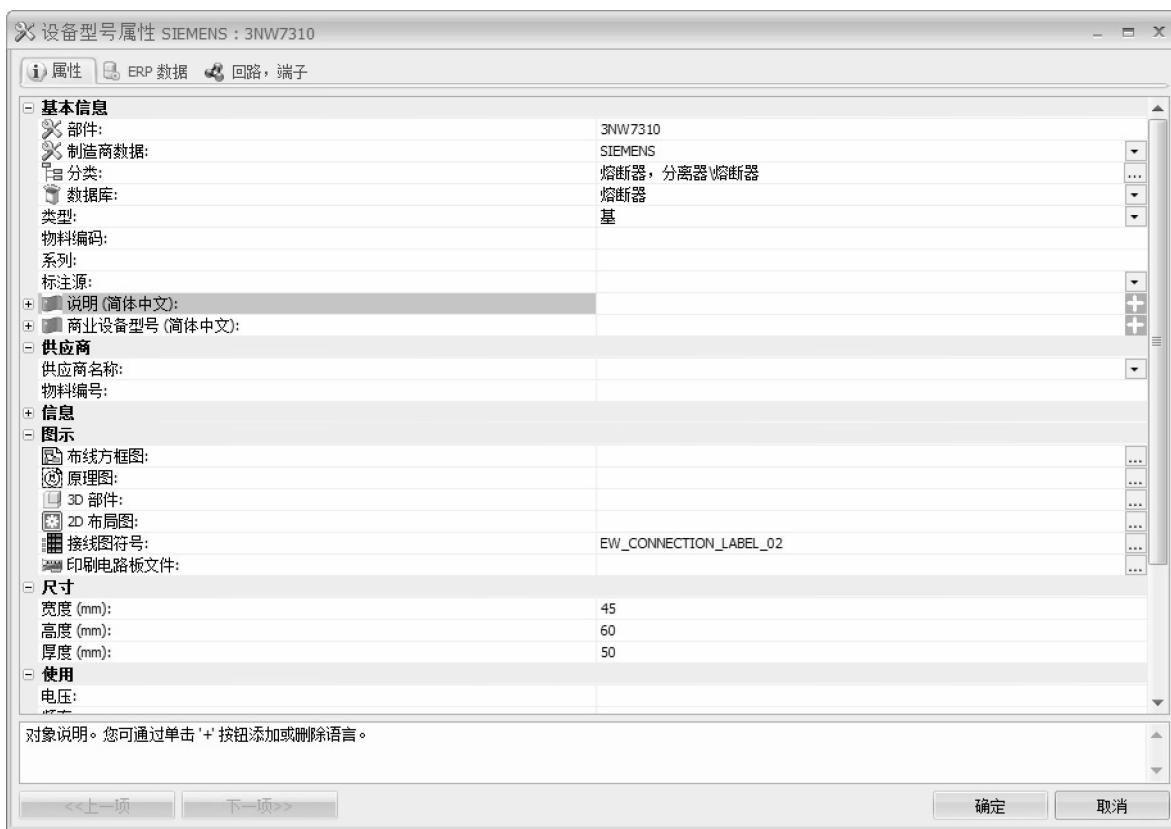 设备型号属性 SIEMENS : 3NW7310
属性 ERP 数据 回路，端子
基本信息
部件: 3NW7310
制造商数据: SIEMENS
分类: 熔断器，分离器\熔断器
数据库: 熔断器
类型: 基
物料编码:
系列:
标注源:
说明 (简体中文):
商业设备型号 (简体中文):
供应商
供应商名称:
物料编号:
信息
图示
布线方框图:
原理图:
3D 部件:
2D 布局图:
接线图符号: EW_CONNECTION_LABEL_02
印刷电路板文件:
尺寸
宽度 (mm): 45
高度 (mm): 60
厚度 (mm): 50
使用
电压:
对象说明。您可通过单击 '+' 按钮添加或删除语言。
<<上一项 下一项>> 确定 取消